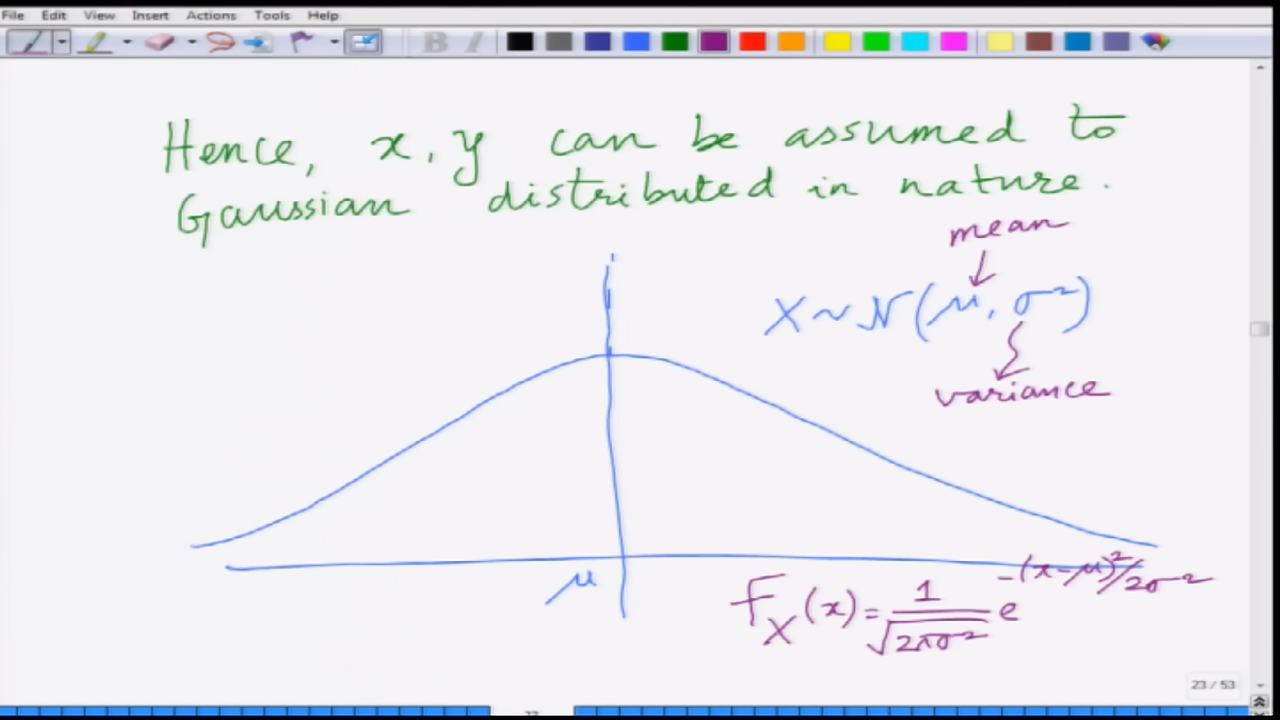 File Edit View Insert Actions Tools Help
B I
Hence, x, y can be assumed to
Gaussian distributed in nature.
mean
X ~ N(μ, σ²)
variance
μ
F_X(x) = 1/√(2πσ²) e^(-(x-μ)²/2σ²)
23 / 53